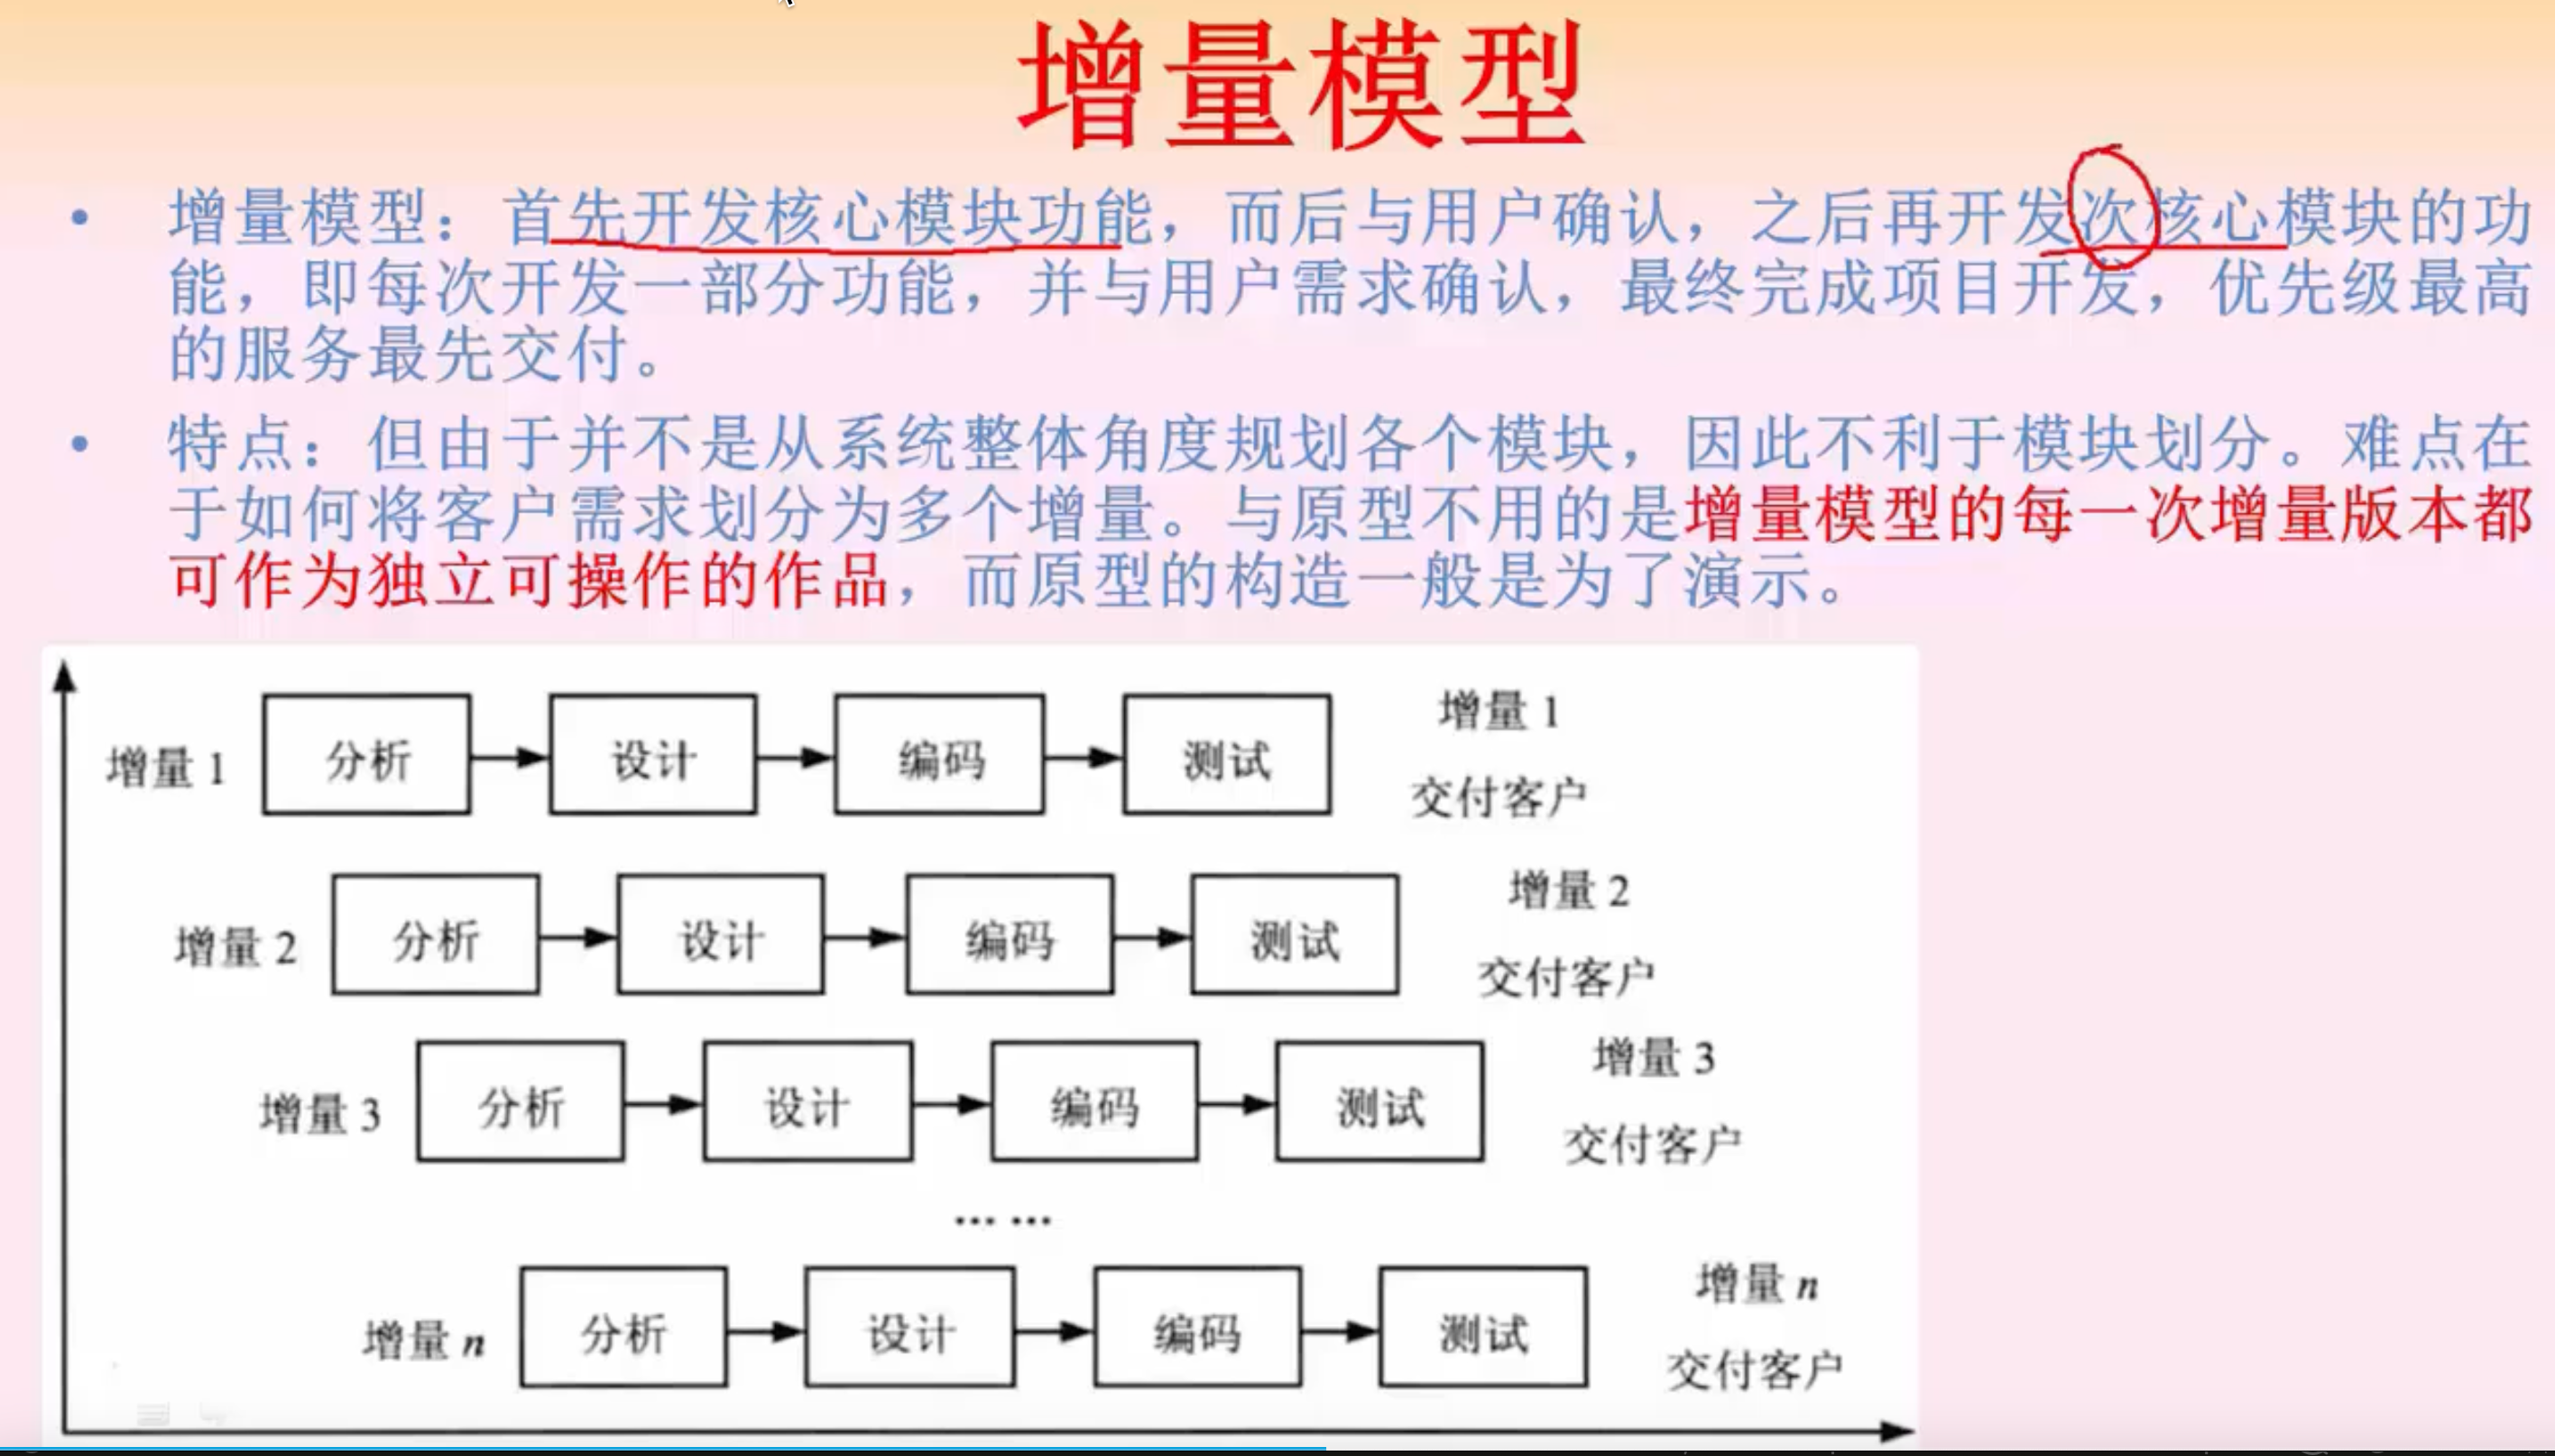 增量模型
• 增量模型：首先开发核心模块功能，而后与用户确认，之后再开发次核心模块的功
能，即每次开发一部分功能，并与用户需求确认，最终完成项目开发，优先级最高
的服务最先交付。
• 特点：但由于并不是从系统整体角度规划各个模块，因此不利于模块划分。难点在
于如何将客户需求划分为多个增量。与原型不用的是增量模型的每一次增量版本都
可作为独立可操作的作品，而原型的构造一般是为了演示。
增量 1 分析 设计 编码 测试 增量 1
交付客户
增量 2 分析 设计 编码 测试 增量 2
交付客户
增量 3 分析 设计 编码 测试 增量 3
交付客户
… …
增量 n 分析 设计 编码 测试 增量 n
交付客户